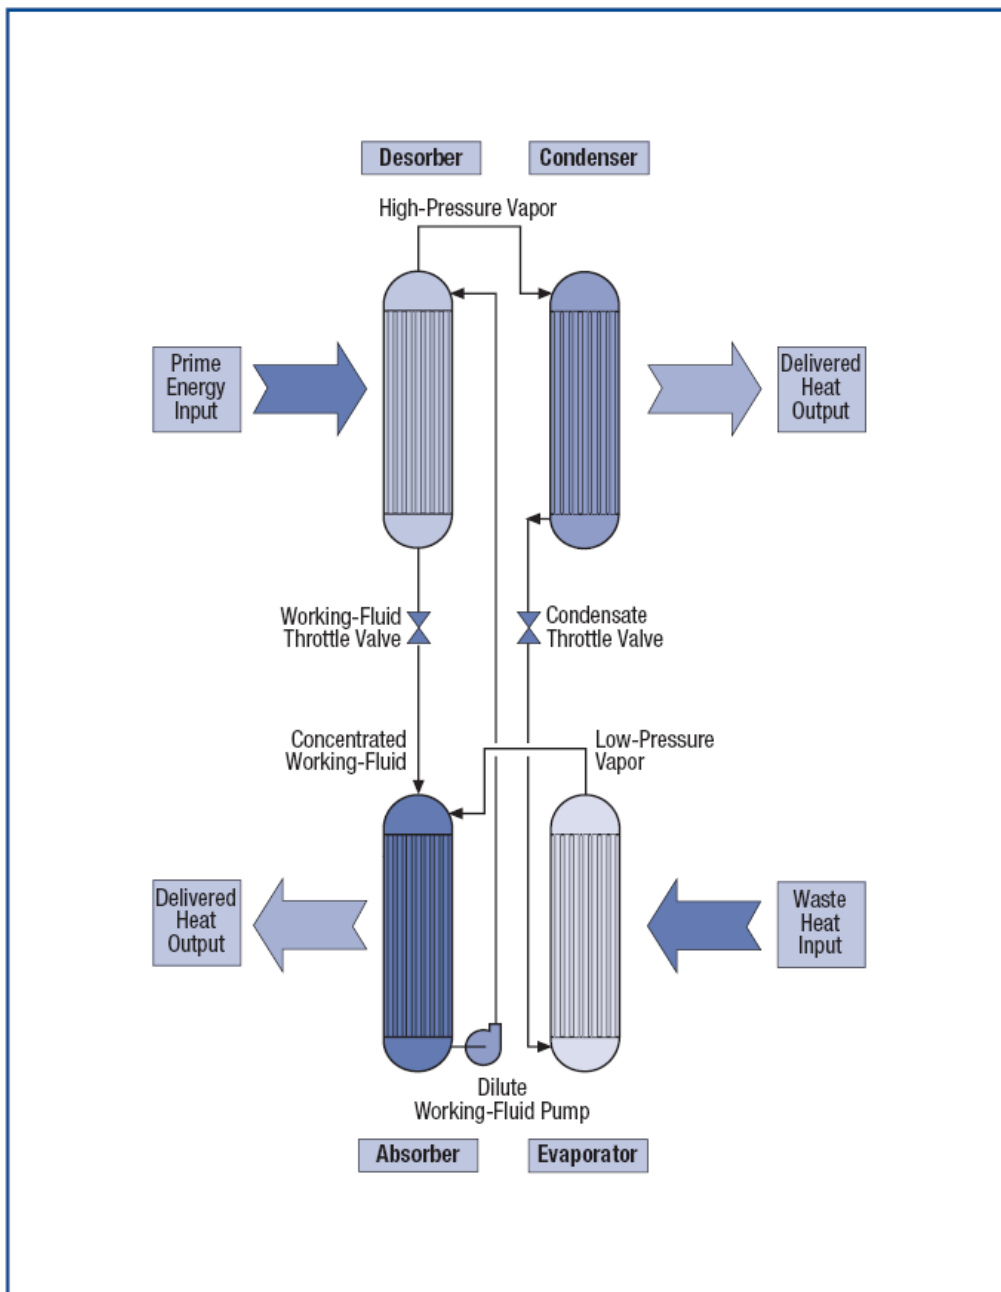 Desorber
Condenser
High-Pressure Vapor
Prime
Energy
Input
Delivered
Heat
Output
Working-Fluid
Throttle Valve
Condensate
Throttle Valve
Concentrated
Working-Fluid
Low-Pressure
Vapor
Delivered
Heat
Output
Waste
Heat
Input
Dilute
Working-Fluid Pump
Absorber
Evaporator